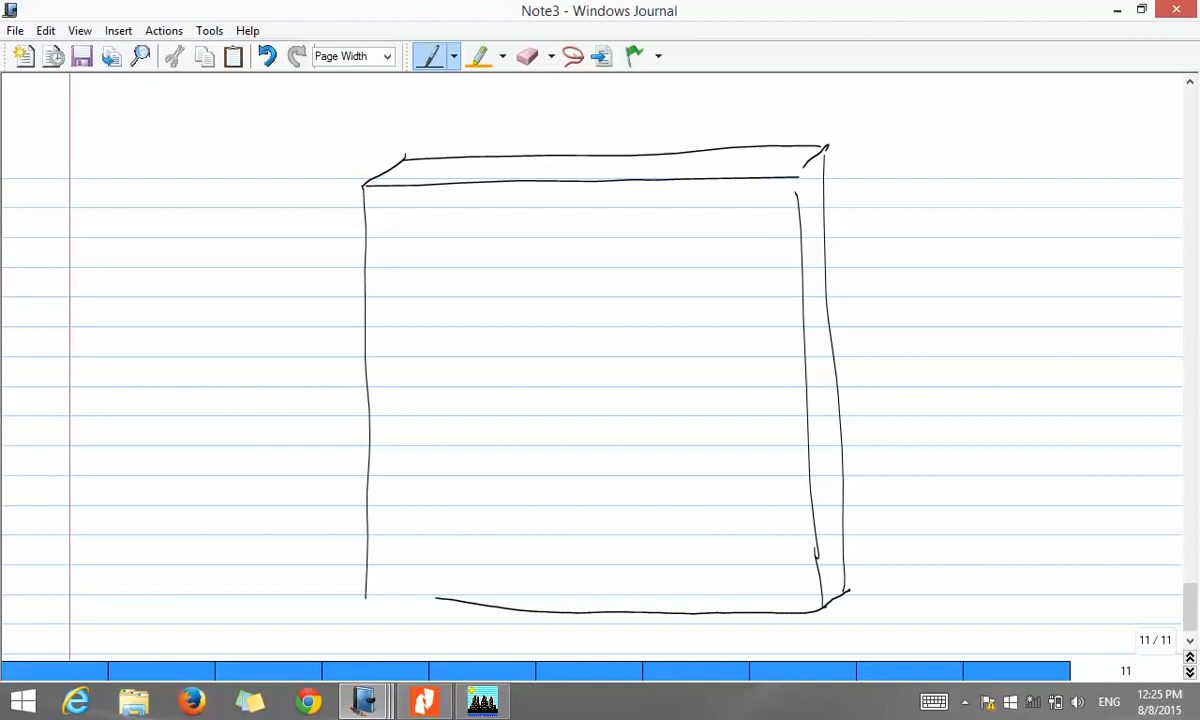 Note3 - Windows Journal
File Edit View Insert Actions Tools Help
Page Width
11 / 11
11
ENG
12:25 PM
8/8/2015